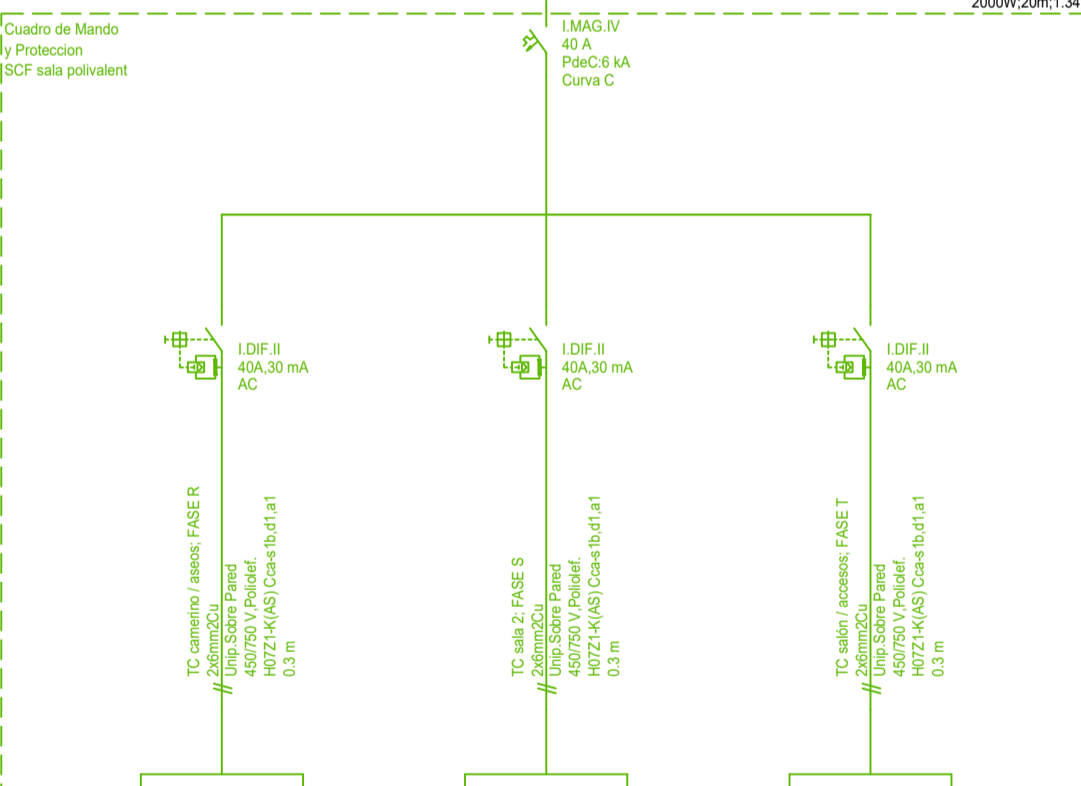 2000W;20m;1.34
Cuadro de Mando
y Proteccion
SCF sala polivalent
I.MAG.IV
40 A
PdeC:6 kA
Curva C
I.DIF.II
40A,30 mA
AC
I.DIF.II
40A,30 mA
AC
I.DIF.II
40A,30 mA
AC
TC camerino / aseos; FASE R
2x6mm2Cu
Unip.Sobre Pared
450/750 V,Poliolef.
H07Z1-K(AS) Cca-s1b,d1,a1
0.3 m
TC sala 2; FASE S
2x6mm2Cu
Unip.Sobre Pared
450/750 V,Poliolef.
H07Z1-K(AS) Cca-s1b,d1,a1
0.3 m
TC salón / accesos; FASE T
2x6mm2Cu
Unip.Sobre Pared
450/750 V,Poliolef.
H07Z1-K(AS) Cca-s1b,d1,a1
0.3 m